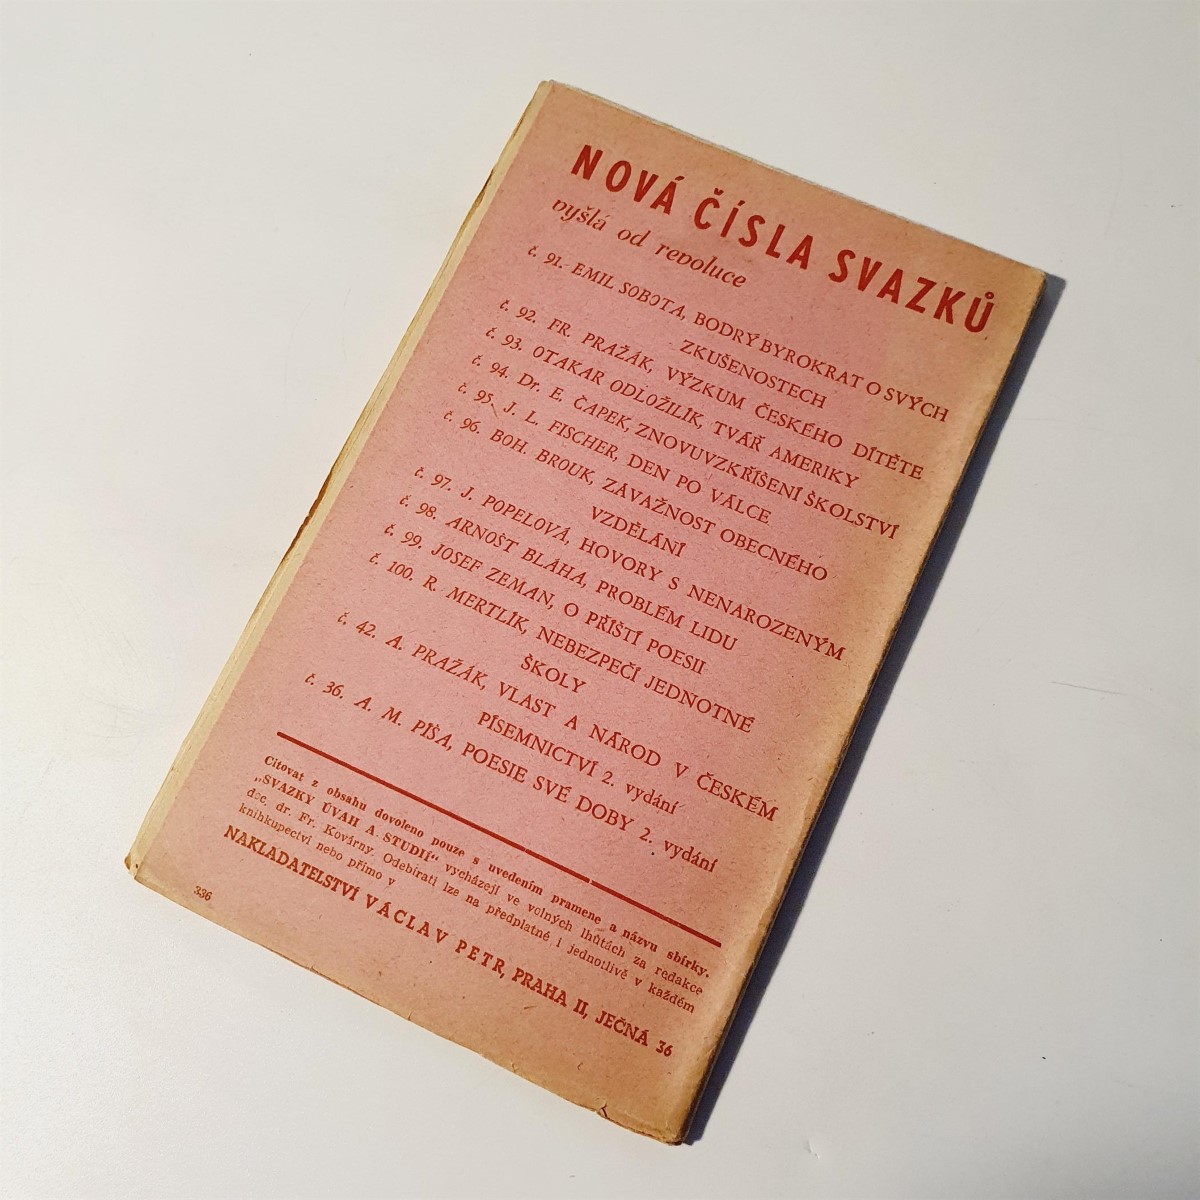 NOVÁ ČÍSLA SVAZKŮ
vyšlá od revoluce
č. 91. EMIL SOBOTA, BODRÝ BYROKRAT O SVÝCH
ZKUŠENOSTECH
č. 92. FR. PRAŽÁK, VÝZKUM ČESKÉHO DÍTĚTE
č. 93. OTAKAR ODLOŽILÍK, TVÁŘ AMERIKY
č. 94. Dr. E. ČAPEK, ZNOVUVZKŘÍŠENÍ ŠKOLSTVÍ
č. 95. J. L. FISCHER, DEN PO VÁLCE
č. 96. BOH. BROUK, ZÁVAŽNOST OBECNÉHO
VZDĚLÁNÍ
č. 97. J. POPELOVÁ, HOVORY S NENAROZENÝM
č. 98. ARNOŠT BLÁHA, PROBLÉM LIDU
č. 99. JOSEF ZEMAN, O PŘÍŠTÍ POESII
č. 100. R. MERTLÍK, NEBEZPEČÍ JEDNOTNÉ
ŠKOLY
č. 42. A. PRAŽÁK, VLAST A NÁROD V ČESKÉM
PÍSEMNICTVÍ 2. vydání
č. 36. A. M. PÍŠA, POESIE SVÉ DOBY 2. vydání
Citovat z obsahu dovoleno pouze s uvedením pramene a názvu sbírky.
„SVAZKY ÚVAH A STUDIÍ“ vycházejí ve volných lhůtách za redakce
doc. dr. Fr. Kovárny. Odebírati lze na předplatné i jednotlivě v každém
knihkupectví nebo přímo v
NAKLADATELSTVÍ VÁCLAV PETR, PRAHA II, JEČNÁ 36
336